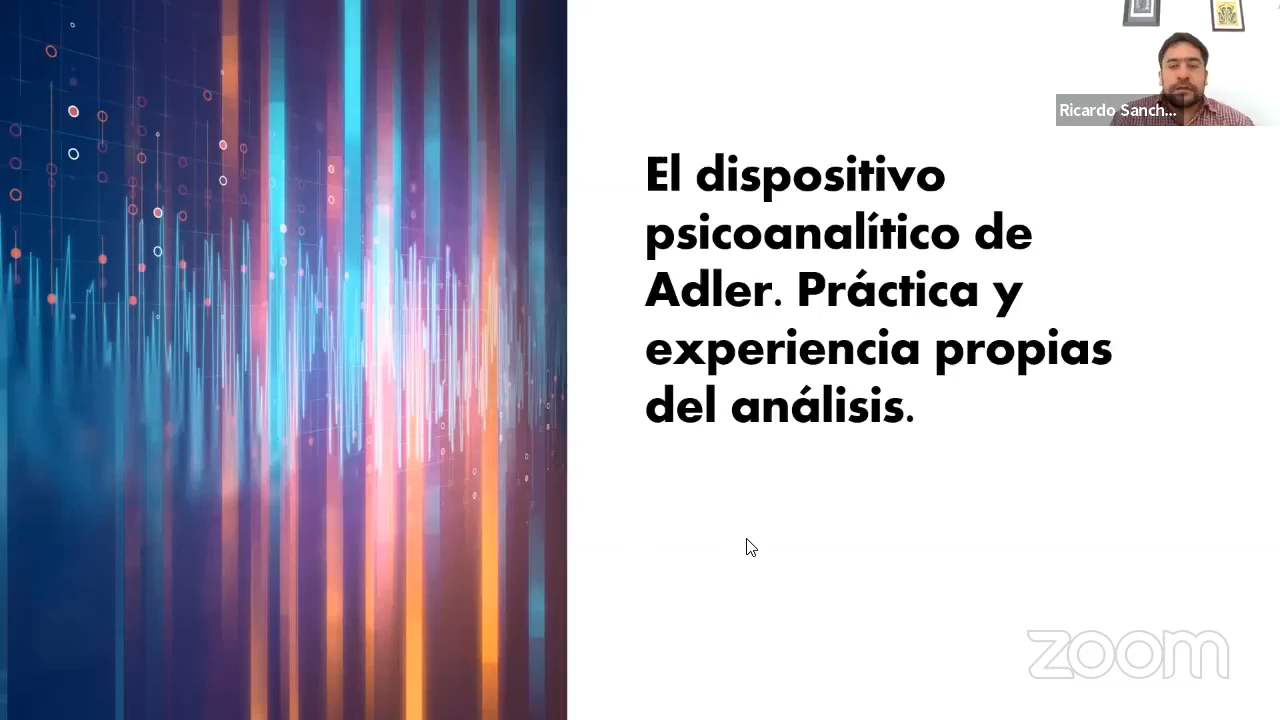 Ricardo Sanch...
El dispositivo
psicoanalítico de
Adler. Práctica y
experiencia propias
del análisis.
zoom